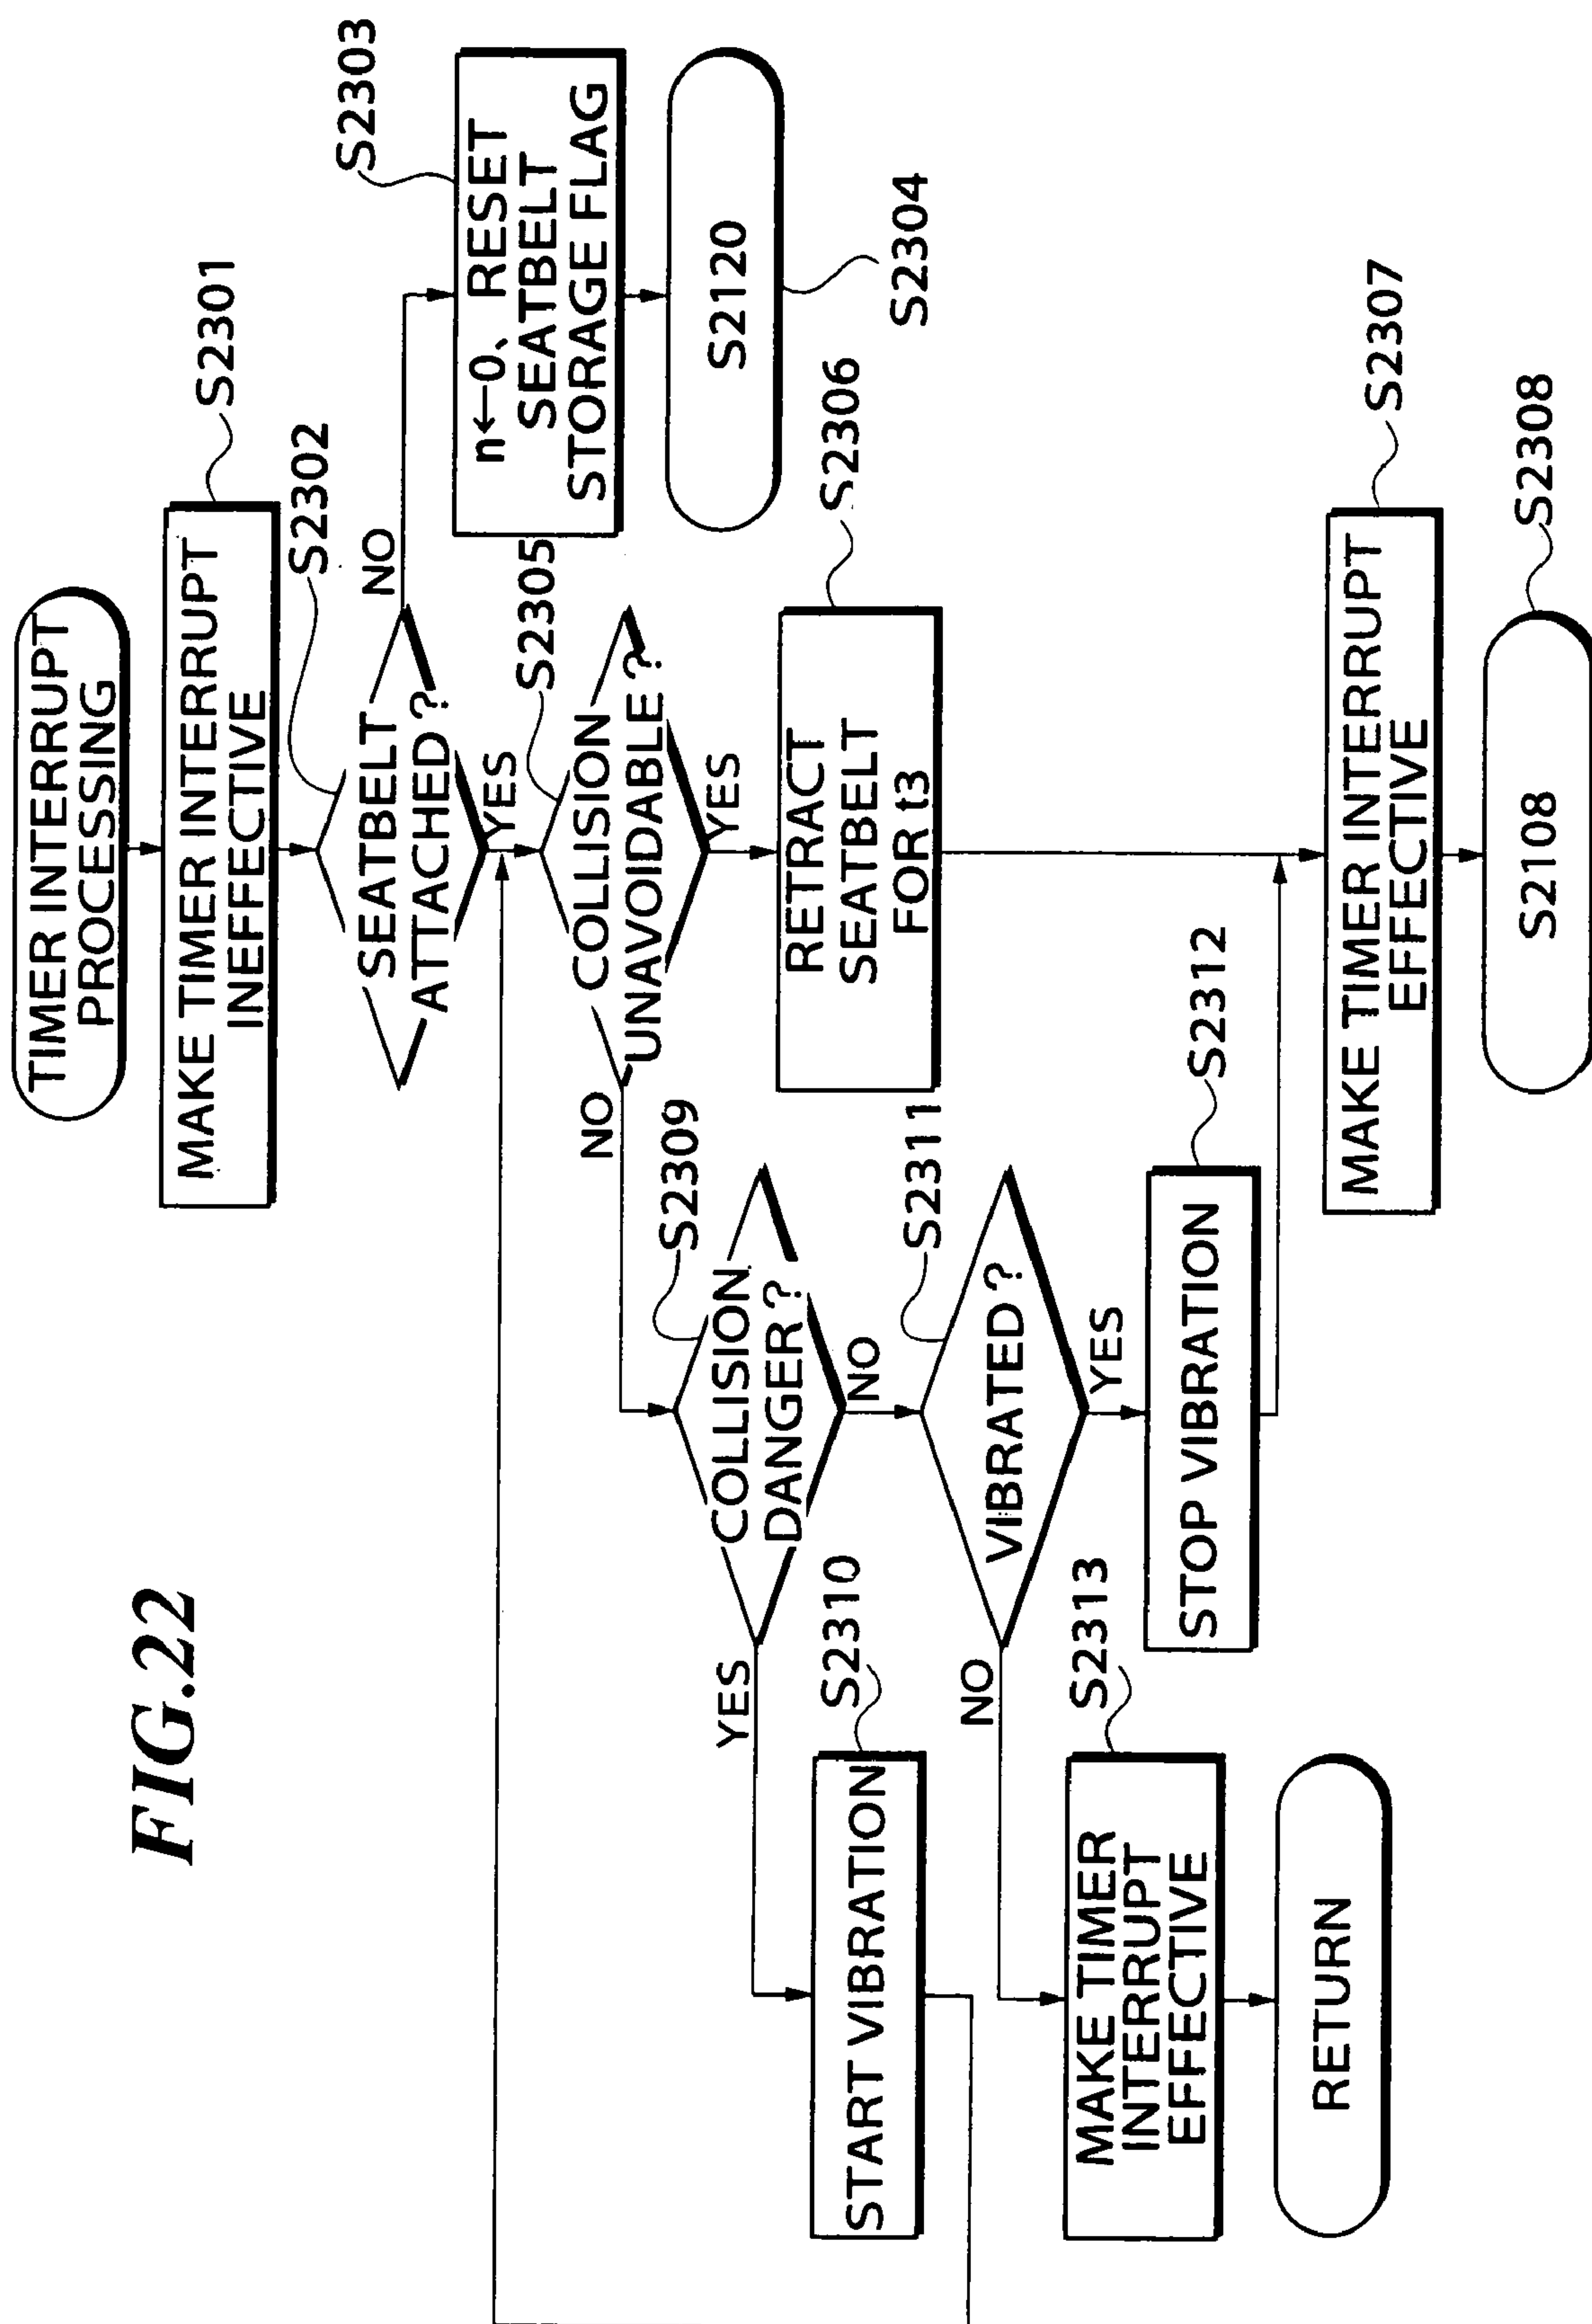 FIG.22
TIMER INTERRUPT
PROCESSING
MAKE TIMER INTERRUPT
INEFFECTIVE
S2301
SEATBELT
ATTACHED?
S2302
NO
YES
n←0、RESET
SEATBELT
STORAGE FLAG
S2303
S2120
S2304
COLLISION
UNAVOIDABLE?
S2305
NO
YES
RETRACT
SEATBELT
FOR t3
S2306
COLLISION
DANGER?
S2309
YES
NO
START VIBRATION
S2310
VIBRATED?
S2311
NO
YES
MAKE TIMER
INTERRUPT
EFFECTIVE
S2313
RETURN
STOP VIBRATION
S2312
MAKE TIMER INTERRUPT
EFFECTIVE
S2307
S2108
S2308